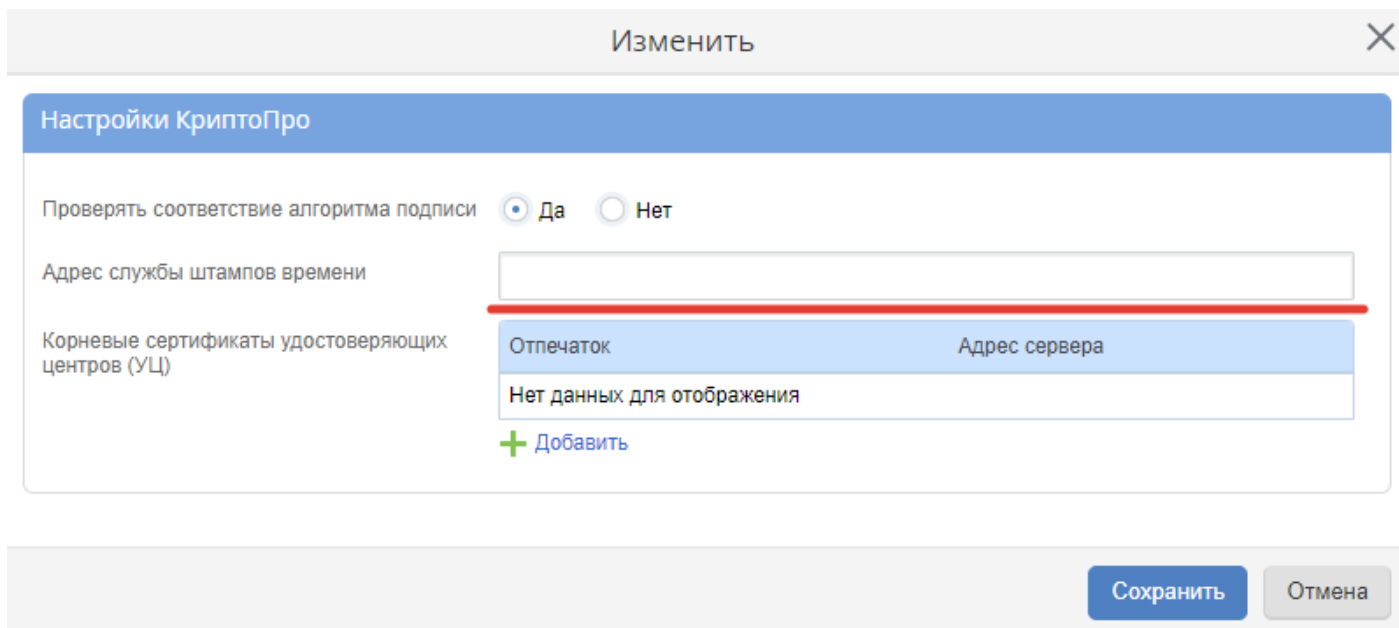 Изменить
Настройки КриптоПро
Проверять соответствие алгоритма подписи Да Нет
Адрес службы штампов времени
Корневые сертификаты удостоверяющих
центров (УЦ)
Отпечаток Адрес сервера
Нет данных для отображения
Добавить
Сохранить Отмена